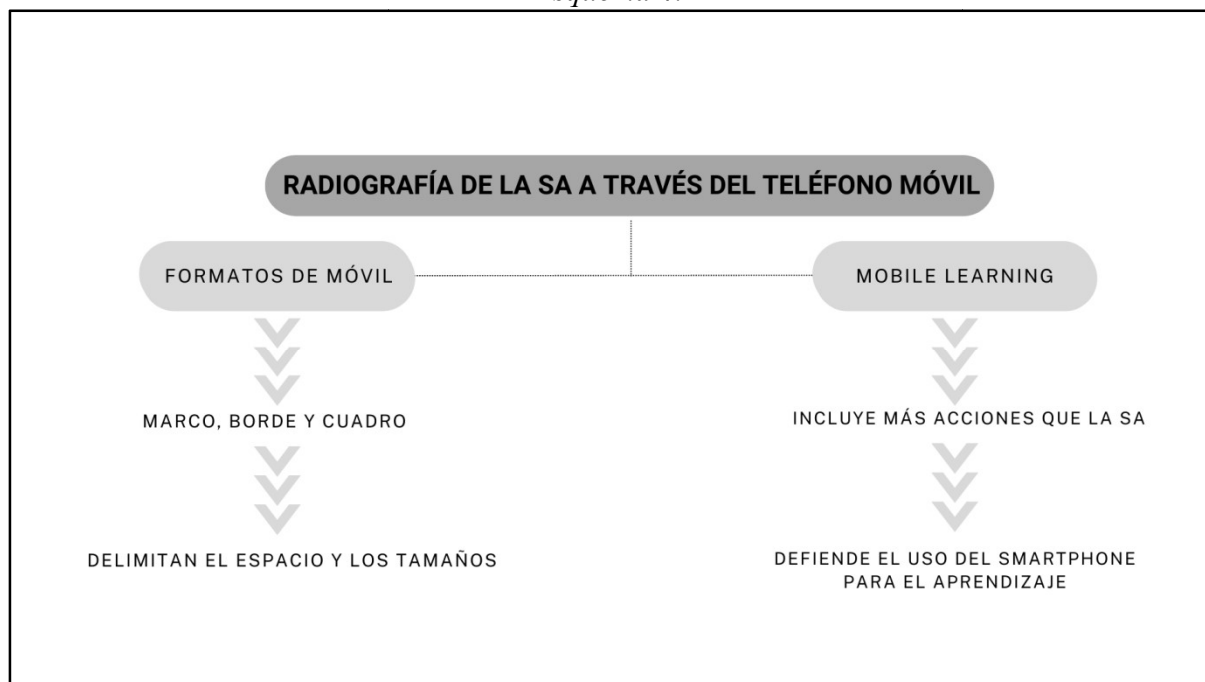 RADIOGRAFÍA DE LA SA A TRAVÉS DEL TELÉFONO MÓVIL
FORMATOS DE MÓVIL
MOBILE LEARNING
MARCO, BORDE Y CUADRO
INCLUYE MÁS ACCIONES QUE LA SA
DELIMITAN EL ESPACIO Y LOS TAMAÑOS
DEFIENDE EL USO DEL SMARTPHONE
PARA EL APRENDIZAJE